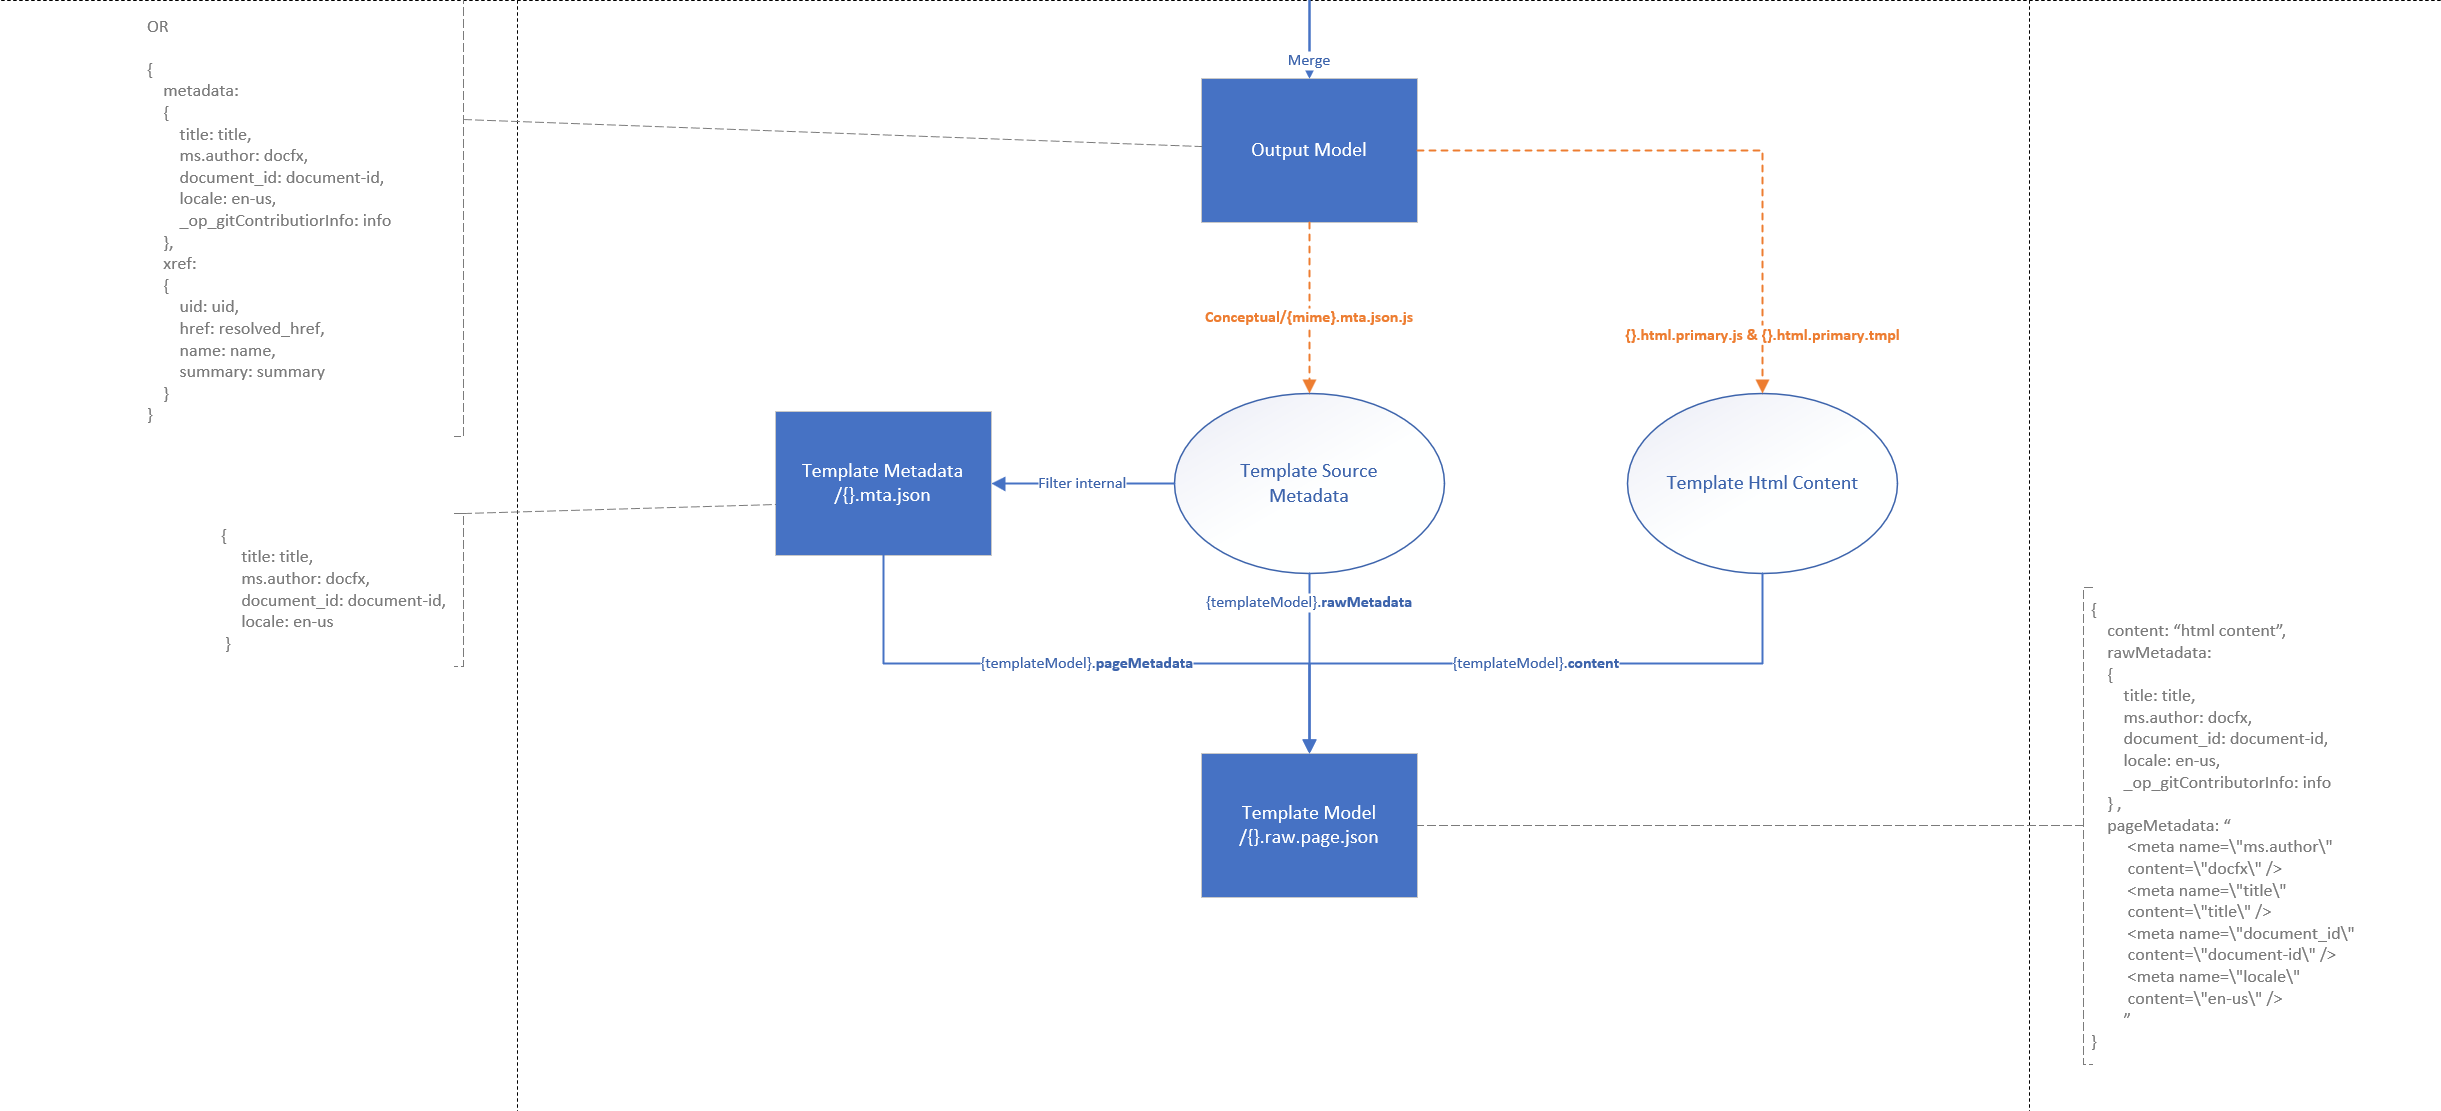 OR
{
metadata:
{
title: title,
ms.author: docfx,
document_id: document-id,
locale: en-us,
_op_gitContributiorInfo: info
},
xref:
{
uid: uid,
href: resolved_href,
name: name,
summary: summary
}
}
{
title: title,
ms.author: docfx,
document_id: document-id,
locale: en-us
}
Merge
Output Model
Conceptual/{mime}.mta.json.js
{}.html.primary.js & {}.html.primary.tmpl
Template Metadata
/{}.mta.json
Filter internal
Template Source
Metadata
Template Html Content
{templateModel}.rawMetadata
{templateModel}.pageMetadata
{templateModel}.content
Template Model
/{}.raw.page.json
{
content: “html content”,
rawMetadata:
{
title: title,
ms.author: docfx,
document_id: document-id,
locale: en-us,
_op_gitContributorInfo: info
} ,
pageMetadata: “
<meta name=\"ms.author\"
content=\"docfx\" />
<meta name=\"title\"
content=\"title\" />
<meta name=\"document_id\"
content=\"document-id\" />
<meta name=\"locale\"
content=\"en-us\" />
”
}